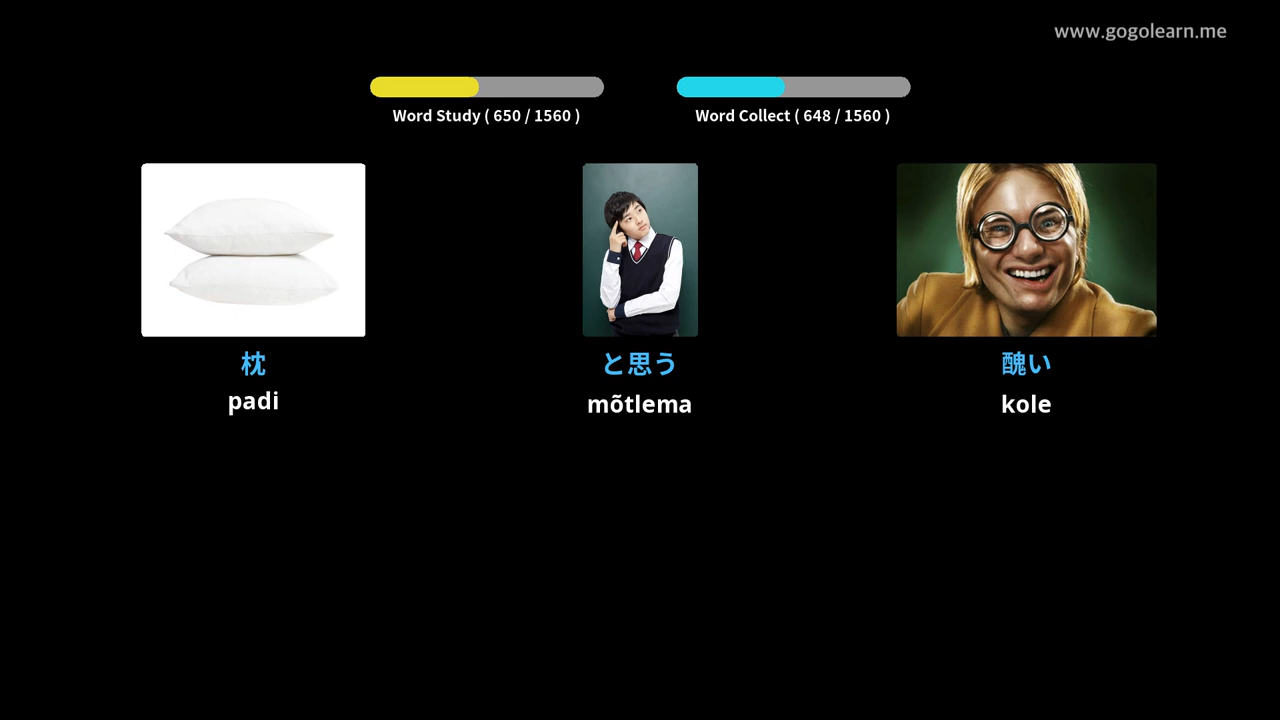 www.gogolearn.me
Word Study ( 650 / 1560 )
Word Collect ( 648 / 1560 )
枕
padi
と思う
mõtlema
醜い
kole